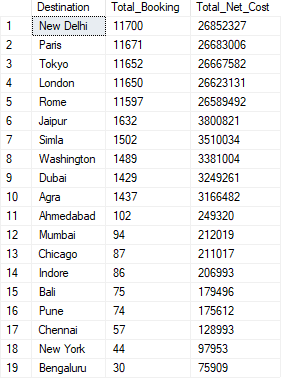 Destination Total_Booking Total_Net_Cost
1 New Delhi 11700 26852327
2 Paris 11671 26683006
3 Tokyo 11652 26667582
4 London 11650 26623131
5 Rome 11597 26589492
6 Jaipur 1632 3800821
7 Simla 1502 3510034
8 Washington 1489 3381004
9 Dubai 1429 3249261
10 Agra 1437 3166482
11 Ahmedabad 102 249320
12 Mumbai 94 212019
13 Chicago 87 211017
14 Indore 86 206993
15 Bali 75 179496
16 Pune 74 175612
17 Chennai 57 128993
18 New York 44 97953
19 Bengaluru 30 75909